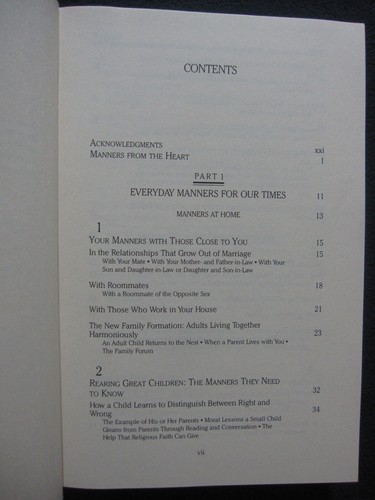 CONTENTS
ACKNOWLEDGMENTS xxi
MANNERS FROM THE HEART 1
PART 1
EVERYDAY MANNERS FOR OUR TIMES 11
MANNERS AT HOME 13
1
YOUR MANNERS WITH THOSE CLOSE TO YOU 15
In the Relationships That Grow Out of Marriage 15
With Your Mate • With Your Mother- and Father-in-Law • With Your
Son and Daughter-in-Law or Daughter and Son-in-Law
With Roommates 18
With a Roommate of the Opposite Sex
With Those Who Work in Your House 21
The New Family Formation: Adults Living Together
Harmoniously 23
An Adult Child Returns to the Nest • When a Parent Lives with You •
The Family Forum
2
REARING GREAT CHILDREN: THE MANNERS THEY NEED
TO KNOW 32
How a Child Learns to Distinguish Between Right and
Wrong 34
The Example of His or Her Parents • Moral Lessons a Small Child
Gleans from Parents Through Reading and Conversation • The
Help That Religious Faith Can Give
vii